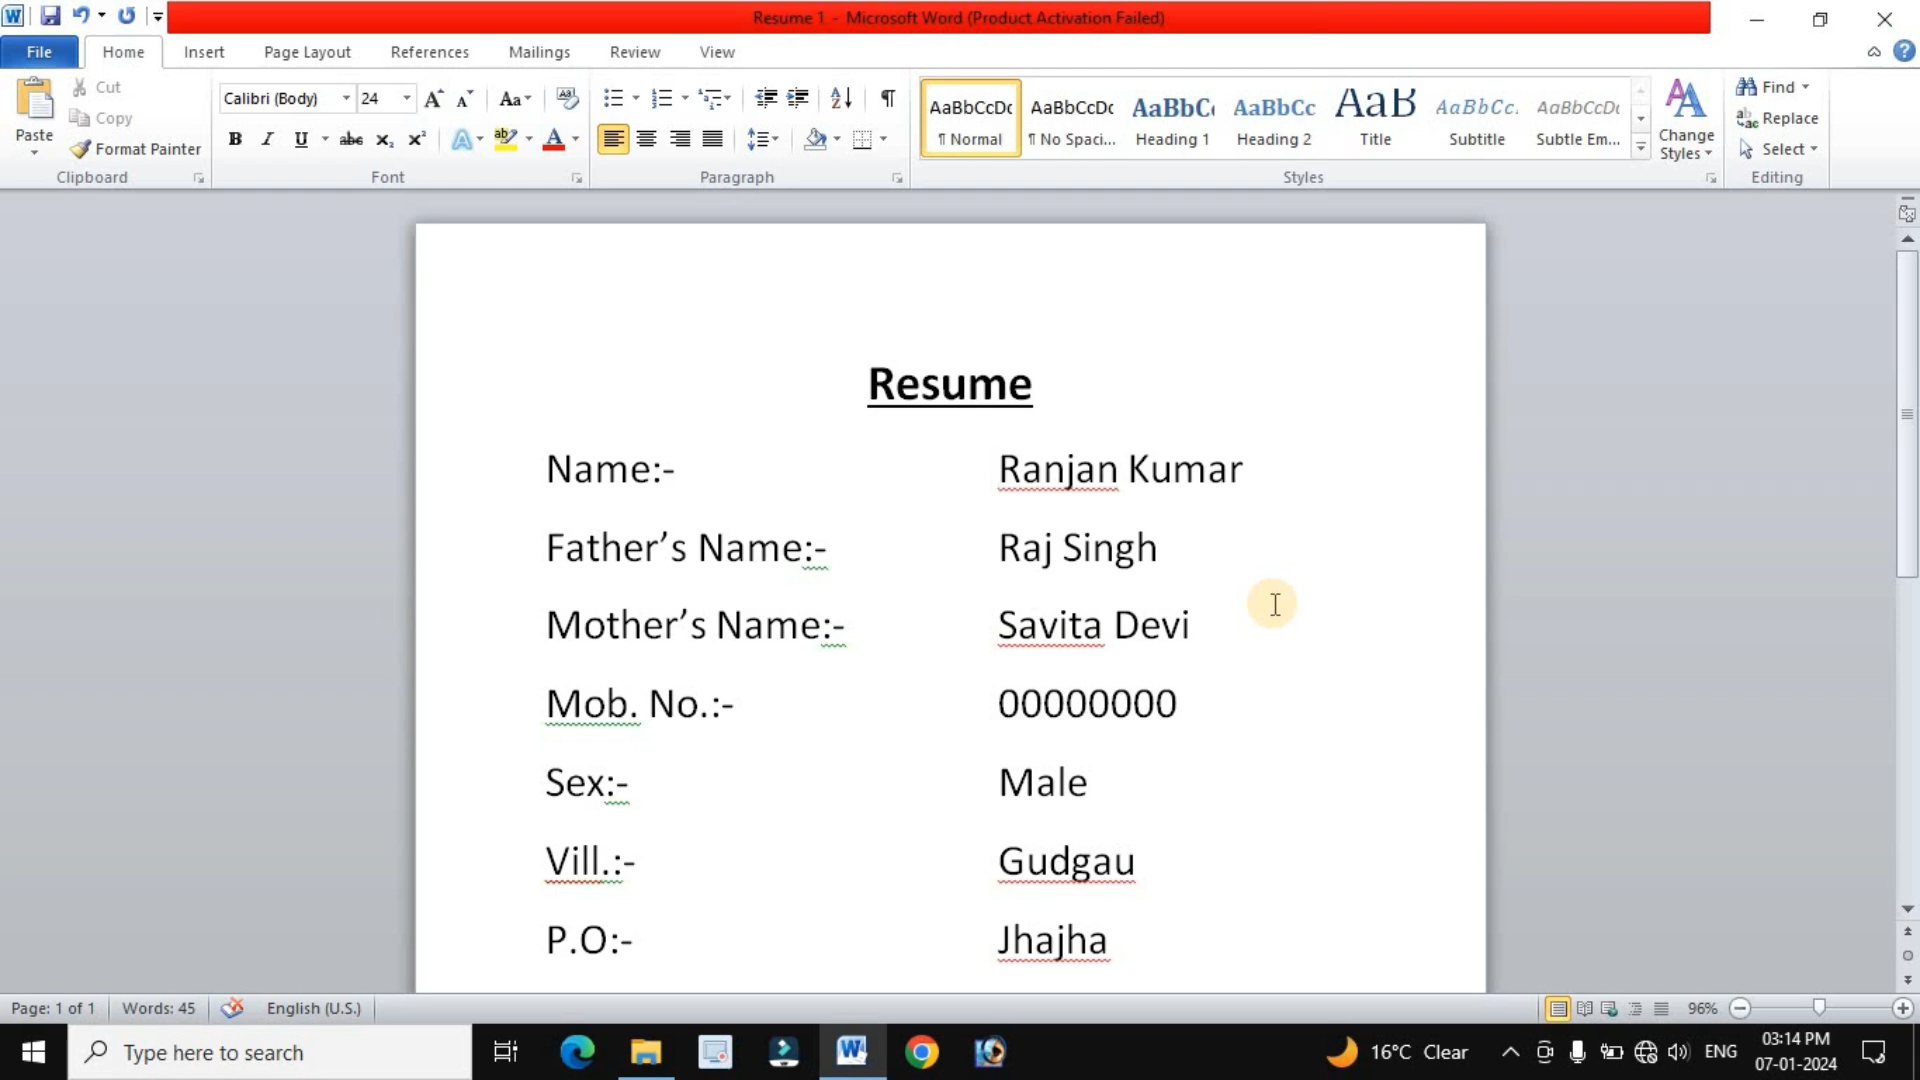 Resume 1 - Microsoft Word (Product Activation Failed)
File Home Insert Page Layout References Mailings Review View
Paste
Cut
Copy
Format Painter
Clipboard
Calibri (Body) 24
Font
Paragraph
AaBbCcDc AaBbCcDc AaBbC AaBbCc AaB AaBbCc. AaBbCcDc
¶ Normal ¶ No Spaci... Heading 1 Heading 2 Title Subtitle Subtle Em...
Styles
Change
Styles
Find
Replace
Select
Editing
Resume
Name:- Ranjan Kumar
Father’s Name:- Raj Singh
Mother’s Name:- Savita Devi
Mob. No.:- 00000000
Sex:- Male
Vill.:- Gudgau
P.O:- Jhajha
Page: 1 of 1 Words: 45 English (U.S.) 96%
Type here to search 16°C Clear ENG 03:14 PM
07-01-2024